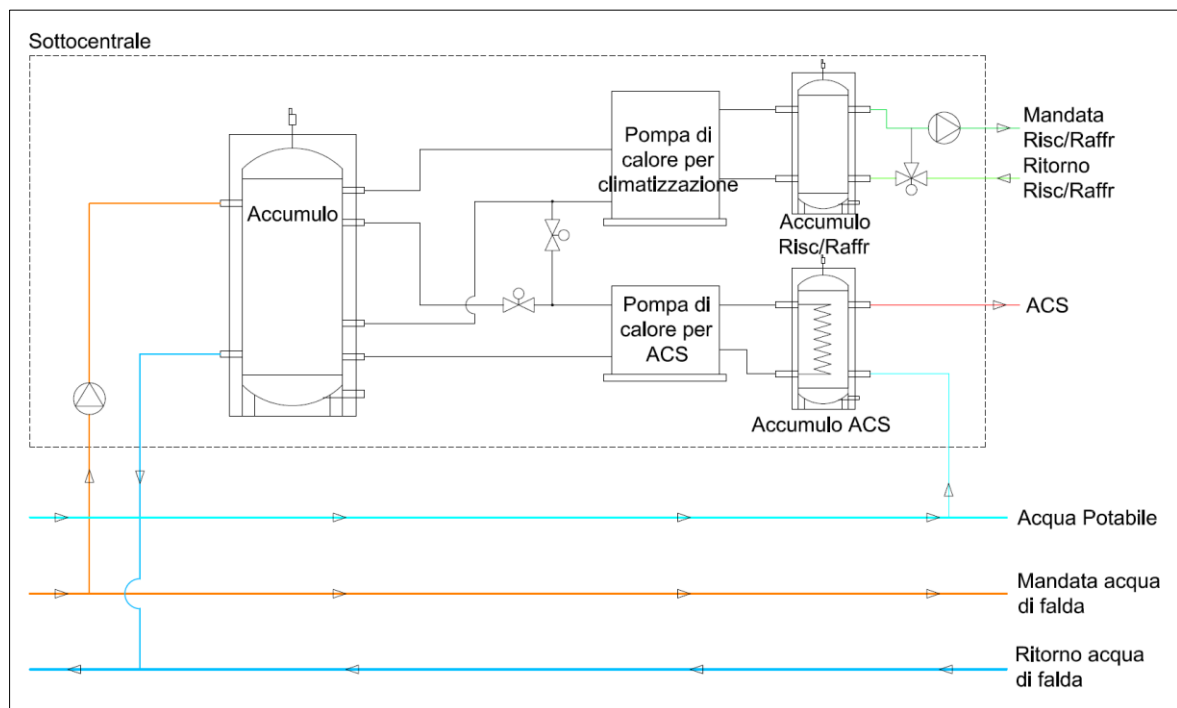 Sottocentrale
Accumulo
Pompa di
calore per
climatizzazione
Accumulo
Risc/Raffr
Mandata
Risc/Raffr
Ritorno
Risc/Raffr
Pompa di
calore per
ACS
Accumulo ACS
ACS
Acqua Potabile
Mandata acqua
di falda
Ritorno acqua
di falda